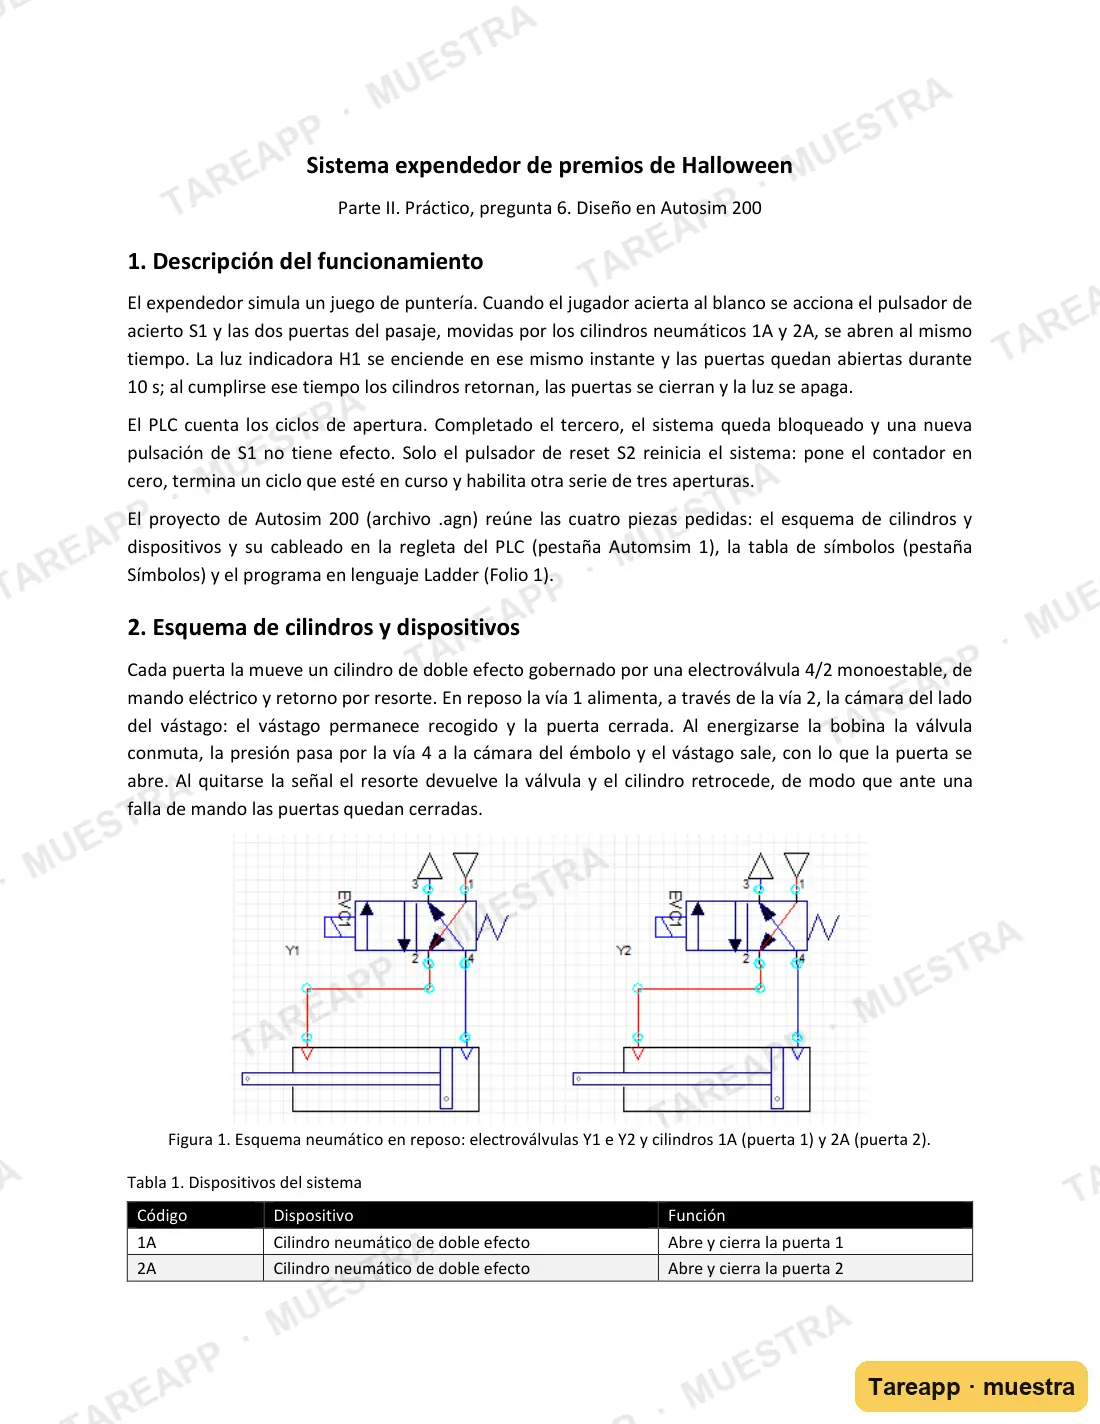 Sistema expendedor de premios de Halloween
Parte II. Práctico, pregunta 6. Diseño en Autosim 200
1. Descripción del funcionamiento
El expendedor simula un juego de puntería. Cuando el jugador acierta al blanco se acciona el pulsador de
acierto S1 y las dos puertas del pasaje, movidas por los cilindros neumáticos 1A y 2A, se abren al mismo
tiempo. La luz indicadora H1 se enciende en ese mismo instante y las puertas quedan abiertas durante
10 s; al cumplirse ese tiempo los cilindros retornan, las puertas se cierran y la luz se apaga.
El PLC cuenta los ciclos de apertura. Completado el tercero, el sistema queda bloqueado y una nueva
pulsación de S1 no tiene efecto. Solo el pulsador de reset S2 reinicia el sistema: pone el contador en
cero, termina un ciclo que esté en curso y habilita otra serie de tres aperturas.
El proyecto de Autosim 200 (archivo .agn) reúne las cuatro piezas pedidas: el esquema de cilindros y
dispositivos y su cableado en la regleta del PLC (pestaña Automsim 1), la tabla de símbolos (pestaña
Símbolos) y el programa en lenguaje Ladder (Folio 1).
2. Esquema de cilindros y dispositivos
Cada puerta la mueve un cilindro de doble efecto gobernado por una electroválvula 4/2 monoestable, de
mando eléctrico y retorno por resorte. En reposo la vía 1 alimenta, a través de la vía 2, la cámara del lado
del vástago: el vástago permanece recogido y la puerta cerrada. Al energizarse la bobina la válvula
conmuta, la presión pasa por la vía 4 a la cámara del émbolo y el vástago sale, con lo que la puerta se
abre. Al quitarse la señal el resorte devuelve la válvula y el cilindro retrocede, de modo que ante una
falla de mando las puertas quedan cerradas.
3 1 3 1
EVC1 EVC1
Y1 2 4 Y2 2 4
Figura 1. Esquema neumático en reposo: electroválvulas Y1 e Y2 y cilindros 1A (puerta 1) y 2A (puerta 2).
Tabla 1. Dispositivos del sistema
Código Dispositivo Función
1A Cilindro neumático de doble efecto Abre y cierra la puerta 1
2A Cilindro neumático de doble efecto Abre y cierra la puerta 2
TAREAPP · MUESTRA
Tareapp · muestra